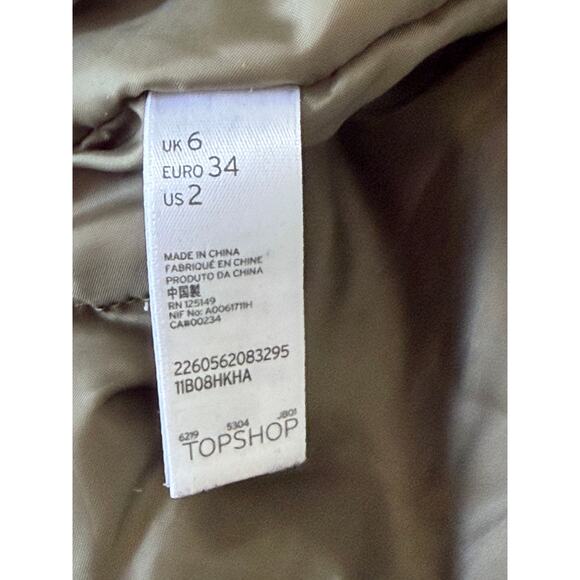 UK 6
EURO 34
US 2
MADE IN CHINA
FABRIQUÉ EN CHINE
PRODUTO DA CHINA
中国製
RN 125149
NIF No: A0061711H
CA#00234
2260562083295
11B08HKHA
6219 5304 JB01
TOPSHOP